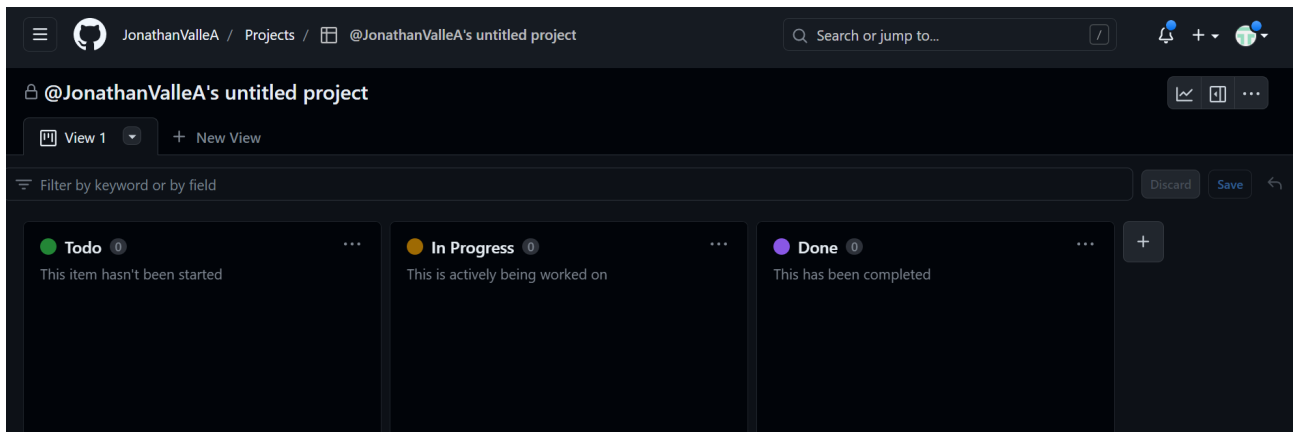 JonathanValleA / Projects / @JonathanValleA's untitled project
Search or jump to...
/
@JonathanValleA's untitled project
View 1
+ New View
Filter by keyword or by field
Discard
Save
Todo 0
This item hasn't been started
In Progress 0
This is actively being worked on
Done 0
This has been completed